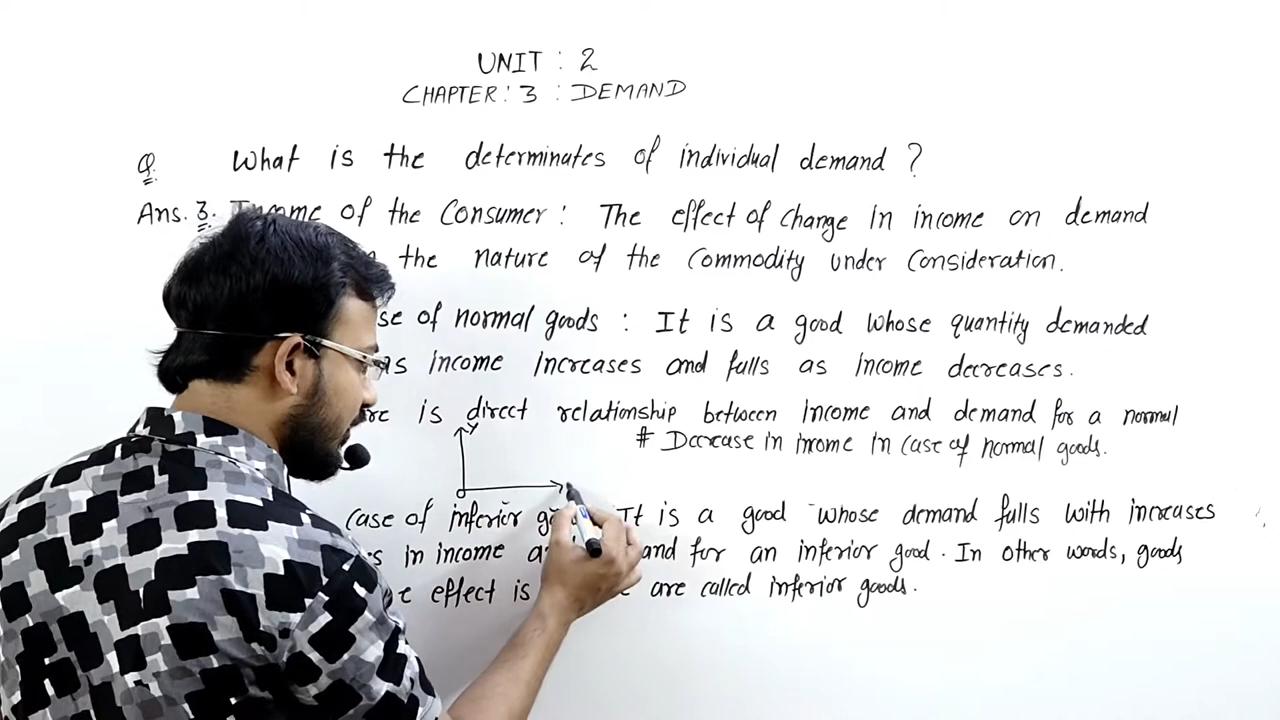 UNIT : 2
CHAPTER : 3 : DEMAND
Q. What is the determinates of individual demand ?
Ans. 3. Income of the Consumer : The effect of change in income on demand
the nature of the Commodity under Consideration.
of normal goods : It is a good whose quantity demanded
as income increases and falls as income decreases.
is direct relationship between income and demand for a normal
# Decrease in income in case of normal goods.
y
o
Case of inferior It is a good whose demand falls with increases
in income and for an inferior good. In other words, goods
effect is are called inferior goods.